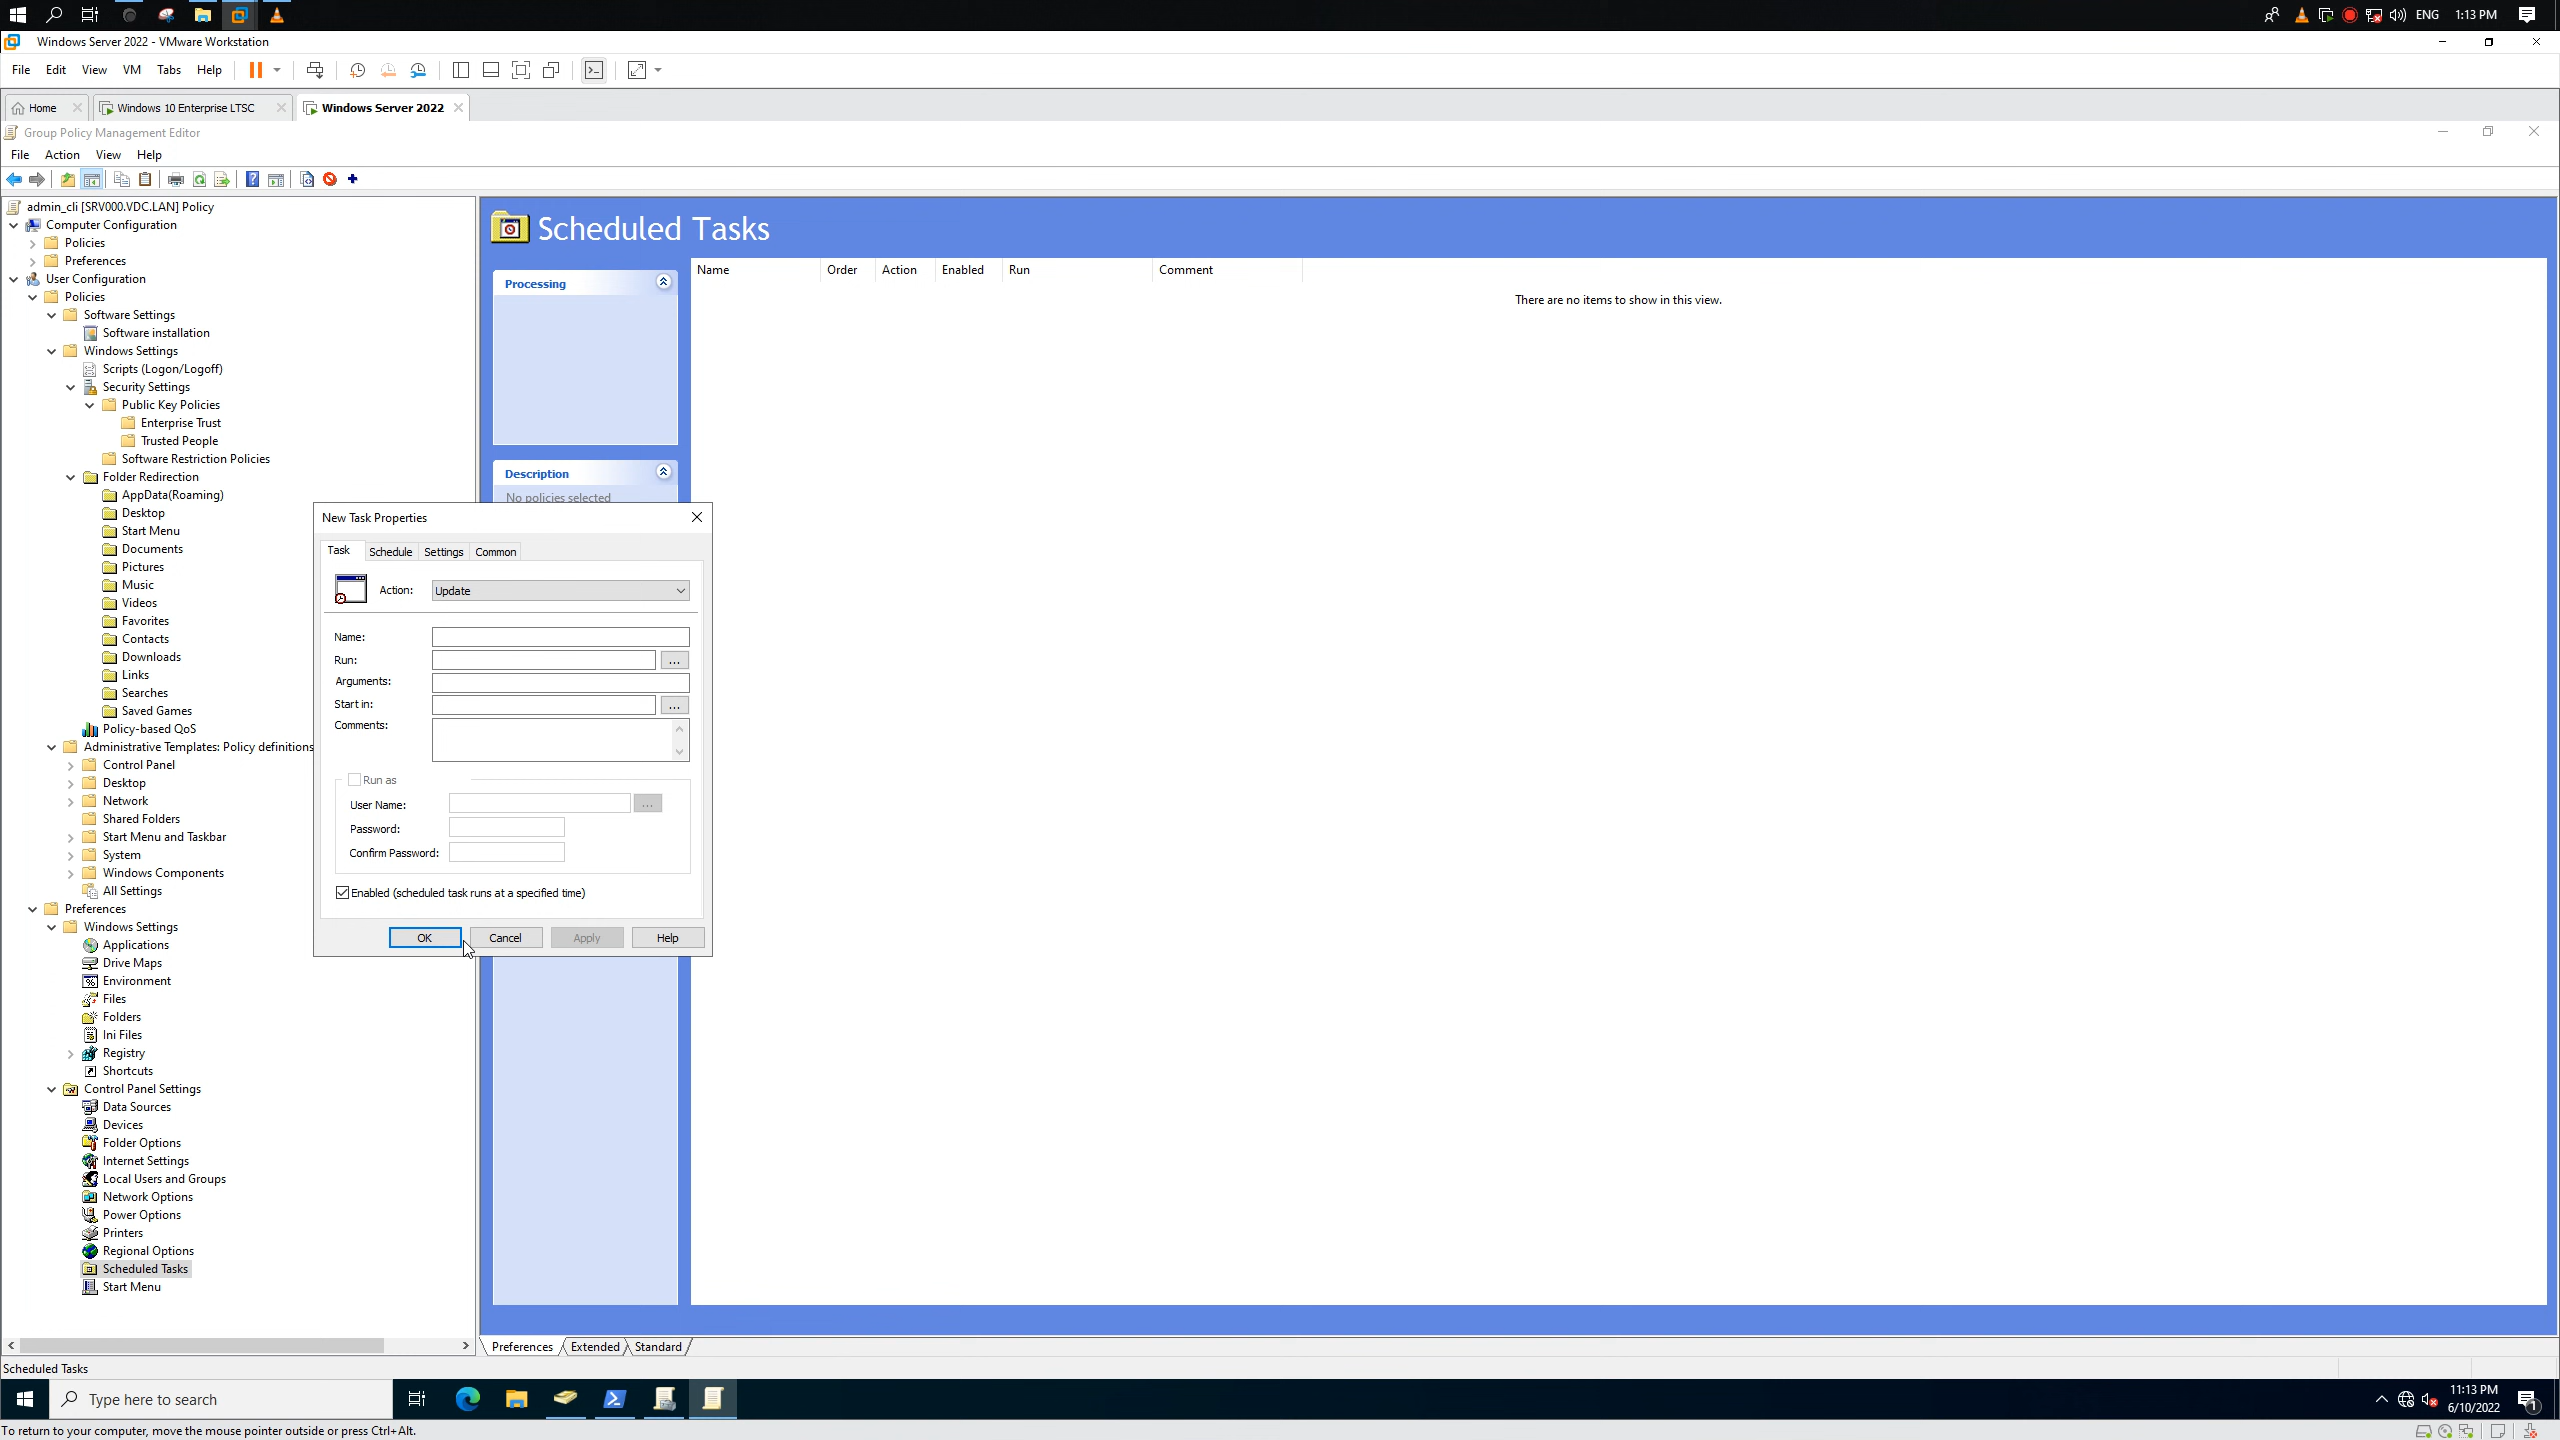 ENG 1:13 PM
Windows Server 2022 - VMware Workstation
File Edit View VM Tabs Help
Home Windows 10 Enterprise LTSC Windows Server 2022
Group Policy Management Editor
File Action View Help
admin_cli [SRV000.VDC.LAN] Policy
Computer Configuration
Policies
Preferences
User Configuration
Policies
Software Settings
Software installation
Windows Settings
Scripts (Logon/Logoff)
Security Settings
Public Key Policies
Enterprise Trust
Trusted People
Software Restriction Policies
Folder Redirection
AppData(Roaming)
Desktop
Start Menu
Documents
Pictures
Music
Videos
Favorites
Contacts
Downloads
Links
Searches
Saved Games
Policy-based QoS
Administrative Templates: Policy definitions
Control Panel
Desktop
Network
Shared Folders
Start Menu and Taskbar
System
Windows Components
All Settings
Preferences
Windows Settings
Applications
Drive Maps
Environment
Files
Folders
Ini Files
Registry
Shortcuts
Control Panel Settings
Data Sources
Devices
Folder Options
Internet Settings
Local Users and Groups
Network Options
Power Options
Printers
Regional Options
Scheduled Tasks
Start Menu
Scheduled Tasks
Processing
Description
No policies selected
Name Order Action Enabled Run Comment
There are no items to show in this view.
New Task Properties
Task Schedule Settings Common
Action: Update
Name:
Run: ...
Arguments:
Start in: ...
Comments:
Run as
User Name: ...
Password:
Confirm Password:
Enabled (scheduled task runs at a specified time)
OK Cancel Apply Help
Preferences Extended Standard
Scheduled Tasks
Type here to search
11:13 PM
6/10/2022
1
To return to your computer, move the mouse pointer outside or press Ctrl+Alt.